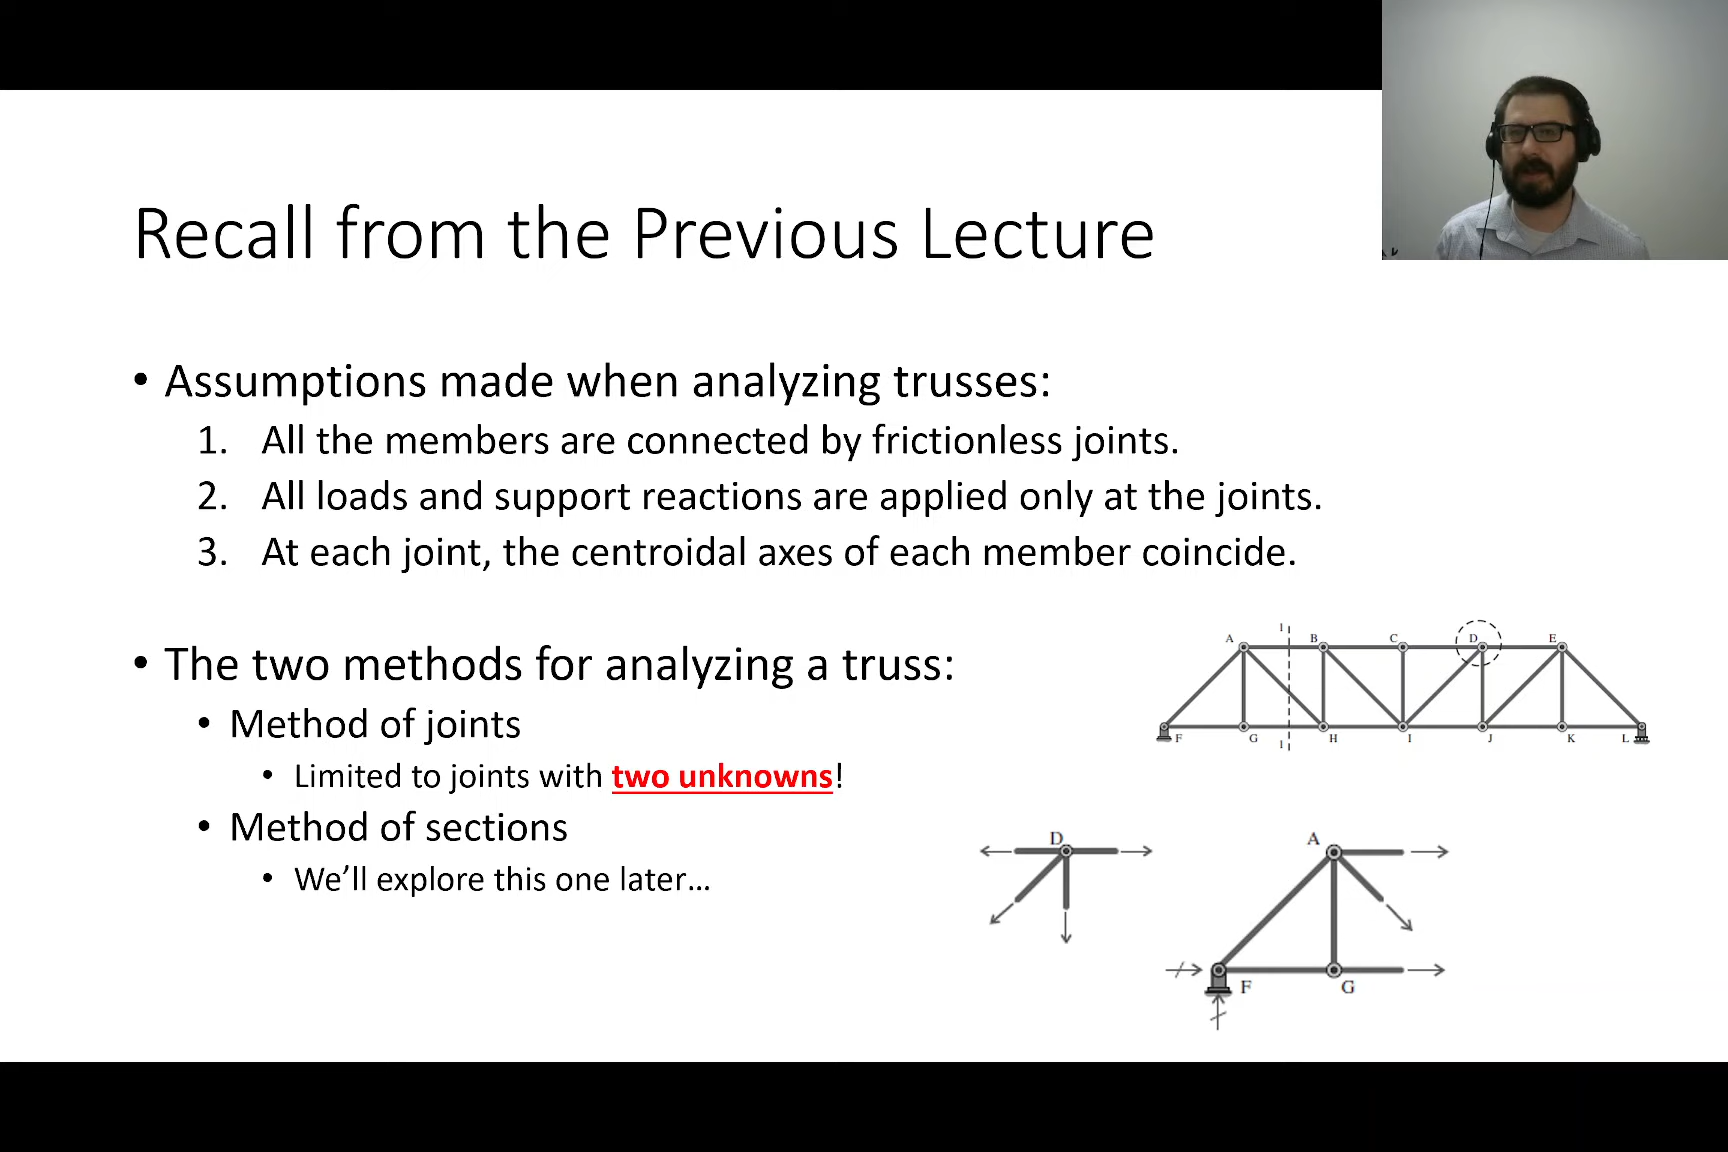 Recall from the Previous Lecture
• Assumptions made when analyzing trusses:
1. All the members are connected by frictionless joints.
2. All loads and support reactions are applied only at the joints.
3. At each joint, the centroidal axes of each member coincide.
• The two methods for analyzing a truss:
• Method of joints
• Limited to joints with two unknowns!
• Method of sections
• We'll explore this one later…
1
A B C D E
F G 1 H I J K L
D
A
F G